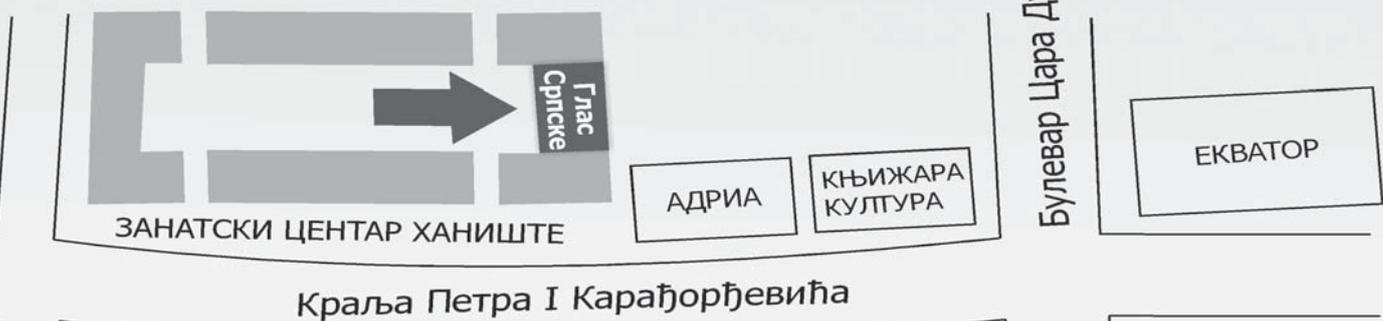 Глас
Српске
Булевар Цара
ЕКВАТОР
АДРИА
КЊИЖАРА
КУЛТУРА
ЗАНАТСКИ ЦЕНТАР ХАНИШТЕ
Краља Петра I Карађорђевића